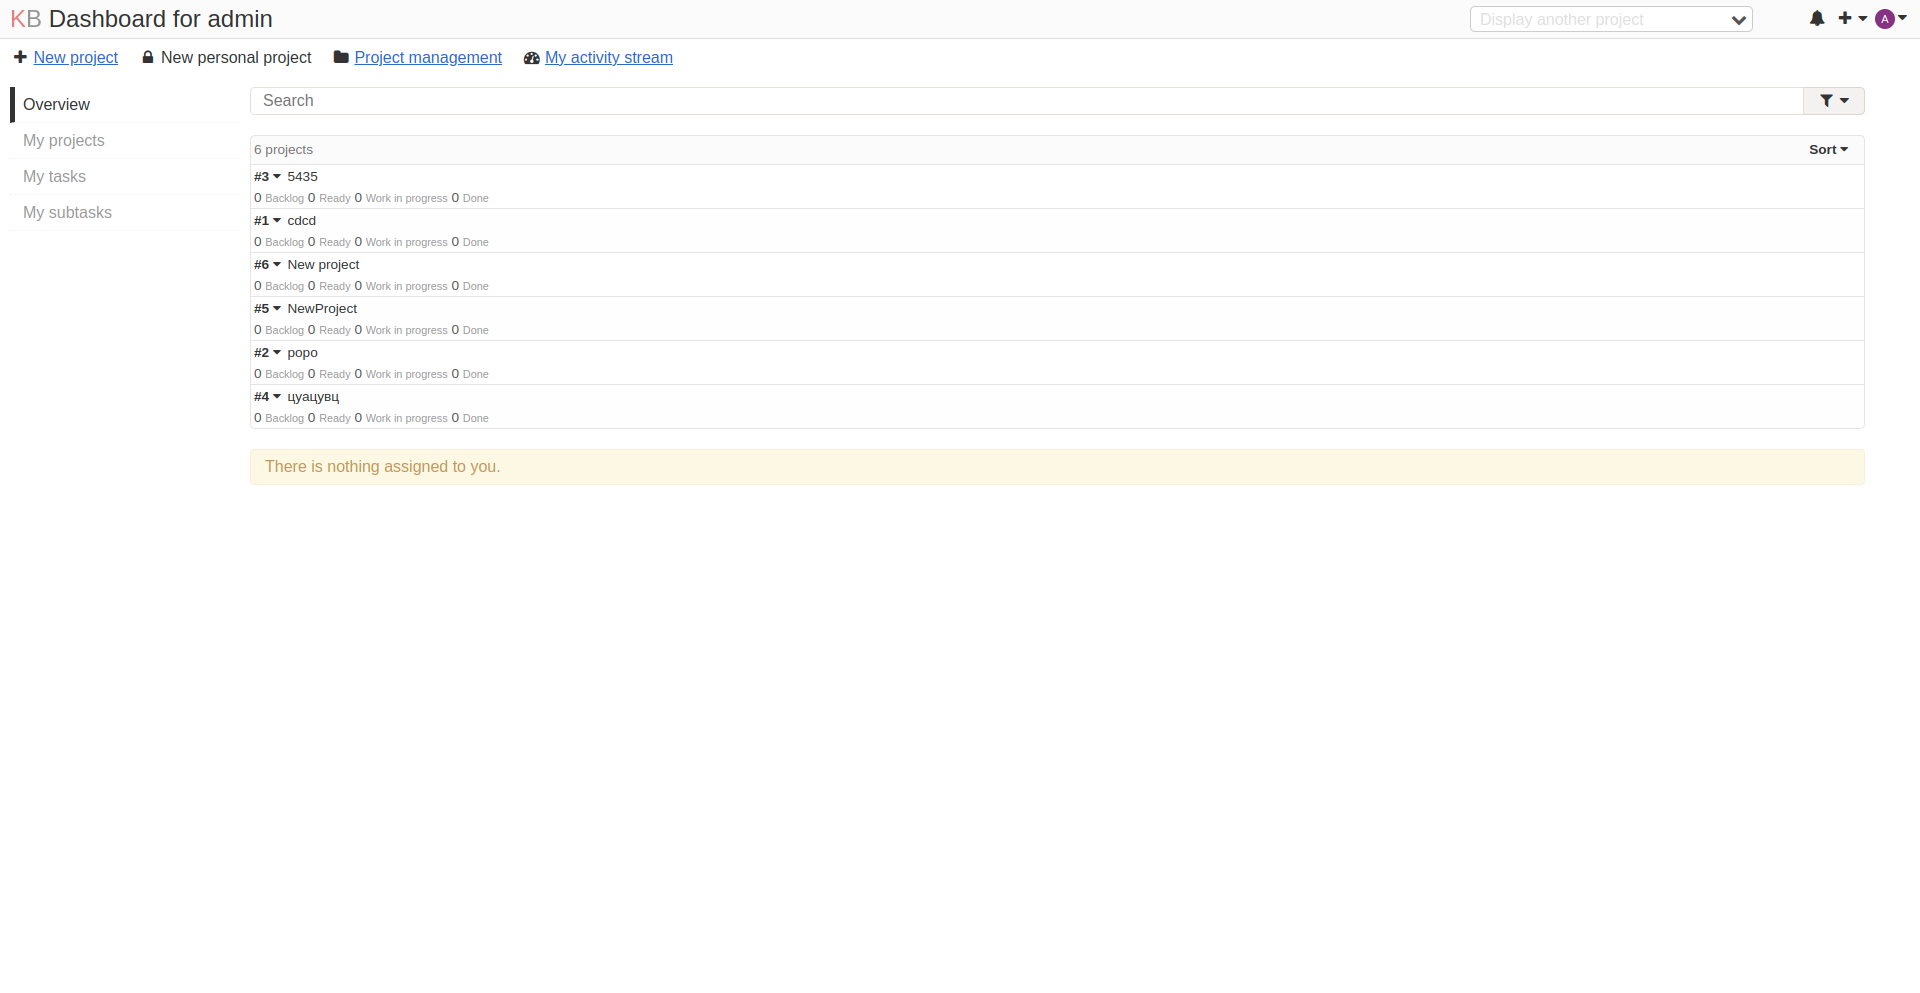 KB Dashboard for admin
Display another project
A
New project
New personal project
Project management
My activity stream
Overview
My projects
My tasks
My subtasks
Search
6 projects
Sort
#3 5435
0 Backlog 0 Ready 0 Work in progress 0 Done
#1 cdcd
0 Backlog 0 Ready 0 Work in progress 0 Done
#6 New project
0 Backlog 0 Ready 0 Work in progress 0 Done
#5 NewProject
0 Backlog 0 Ready 0 Work in progress 0 Done
#2 popo
0 Backlog 0 Ready 0 Work in progress 0 Done
#4 цуацувц
0 Backlog 0 Ready 0 Work in progress 0 Done
There is nothing assigned to you.